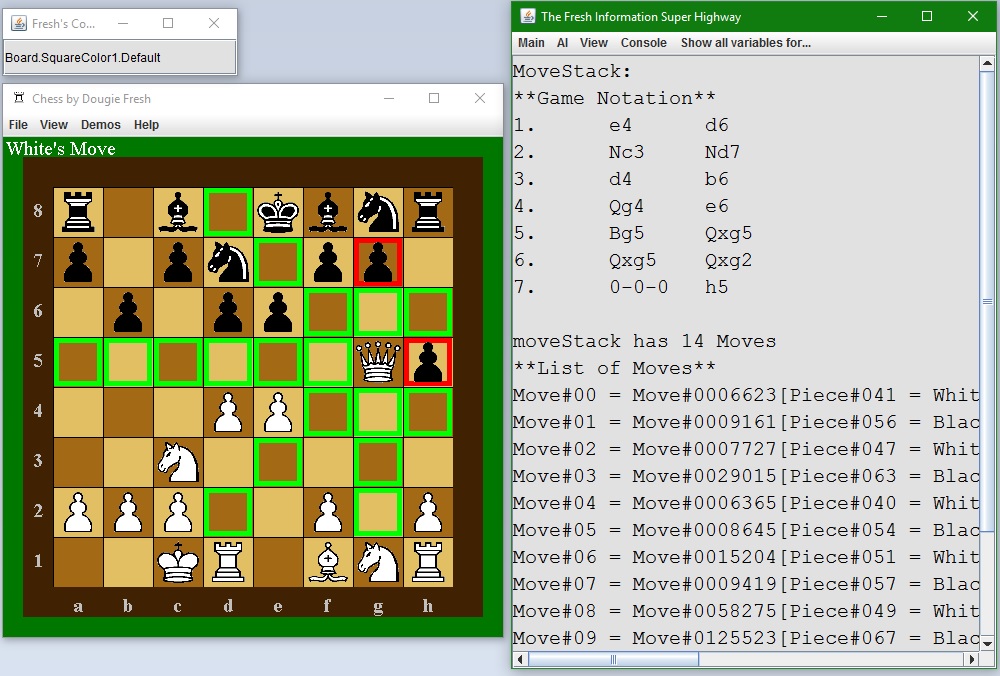 Fresh's Co...
Board.SquareColor1.Default
Chess by Dougie Fresh
File View Demos Help
White's Move
8
7
6
5
4
3
2
1
a b c d e f g h
The Fresh Information Super Highway
Main AI View Console Show all variables for...
MoveStack:
**Game Notation**
1. e4 d6
2. Nc3 Nd7
3. d4 b6
4. Qg4 e6
5. Bg5 Qxg5
6. Qxg5 Qxg2
7. 0-0-0 h5
moveStack has 14 Moves
**List of Moves**
Move#00 = Move#0006623[Piece#041 = Whit
Move#01 = Move#0009161[Piece#056 = Blac
Move#02 = Move#0007727[Piece#047 = Whit
Move#03 = Move#0029015[Piece#063 = Blac
Move#04 = Move#0006365[Piece#040 = Whit
Move#05 = Move#0008645[Piece#054 = Blac
Move#06 = Move#0015204[Piece#051 = Whit
Move#07 = Move#0009419[Piece#057 = Blac
Move#08 = Move#0058275[Piece#049 = Whit
Move#09 = Move#0125523[Piece#067 = Blac